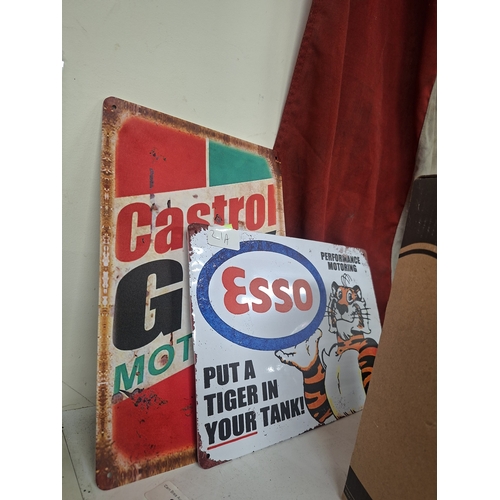 Castrol
G
MOT
Esso
PERFORMANCE
MOTORING
PUT A
TIGER IN
YOUR TANK!